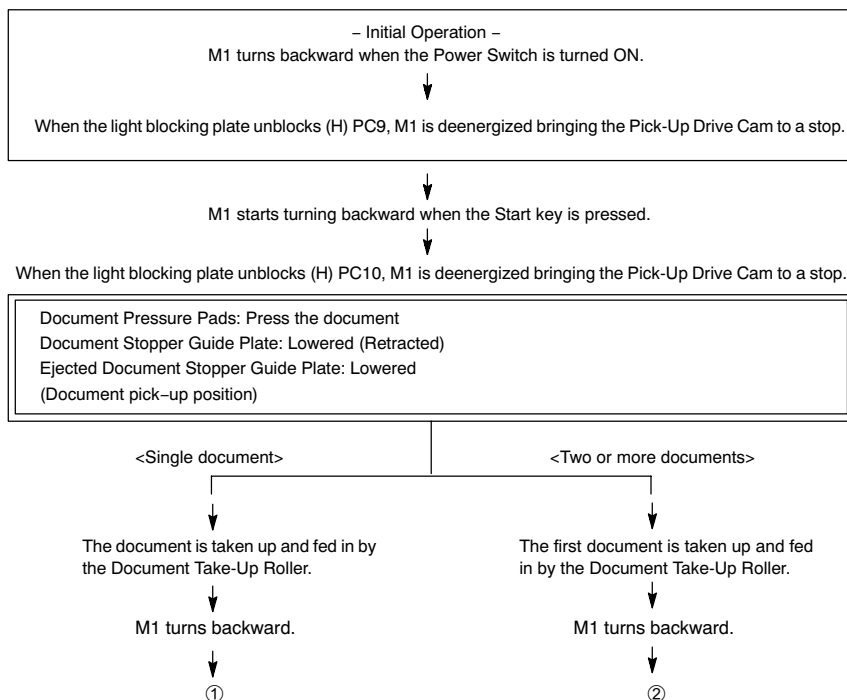 – Initial Operation –
M1 turns backward when the Power Switch is turned ON.
When the light blocking plate unblocks (H) PC9, M1 is deenergized bringing the Pick-Up Drive Cam to a stop.
M1 starts turning backward when the Start key is pressed.
When the light blocking plate unblocks (H) PC10, M1 is deenergized bringing the Pick-Up Drive Cam to a stop.
Document Pressure Pads: Press the document
Document Stopper Guide Plate: Lowered (Retracted)
Ejected Document Stopper Guide Plate: Lowered
(Document pick–up position)
<Single document>
<Two or more documents>
The document is taken up and fed in by
the Document Take-Up Roller.
The first document is taken up and fed
in by the Document Take-Up Roller.
M1 turns backward.
M1 turns backward.
①
②